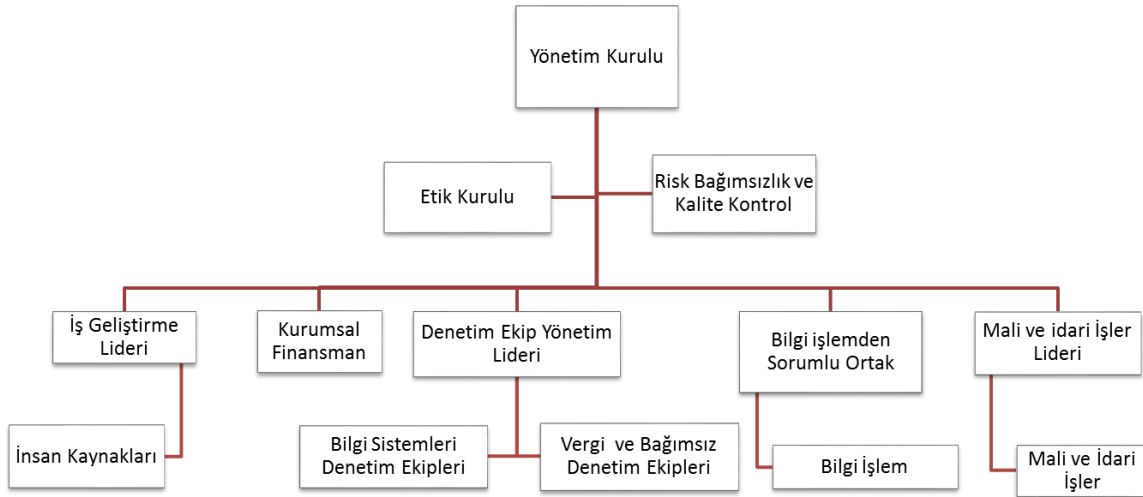 Yönetim Kurulu
Etik Kurulu
Risk Bağımsızlık ve
Kalite Kontrol
İş Geliştirme
Lideri
Kurumsal
Finansman
Denetim Ekip Yönetim
Lideri
Bilgi işlemden
Sorumlu Ortak
Mali ve idari İşler
Lideri
İnsan Kaynakları
Bilgi Sistemleri
Denetim Ekipleri
Vergi ve Bağımsız
Denetim Ekipleri
Bilgi İşlem
Mali ve İdari
İşler